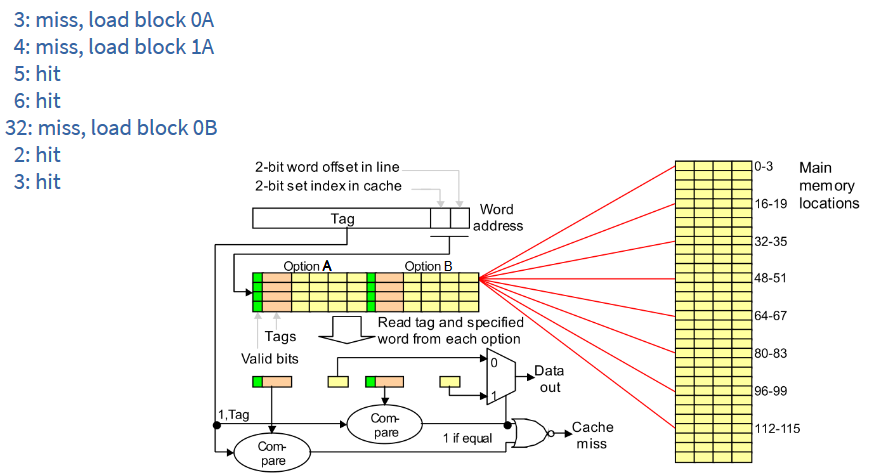 3: miss, load block 0A
4: miss, load block 1A
5: hit
6: hit
32: miss, load block 0B
2: hit
3: hit
2-bit word offset in line
2-bit set index in cache
Tag
Word
address
0-3
16-19
32-35
48-51
64-67
80-83
96-99
112-115
Main
memory
locations
Option A
Option B
Tags
Valid bits
Read tag and specified
word from each option
0
1
Data
out
1,Tag
Com-
pare
Com-
pare
1 if equal
Cache
miss